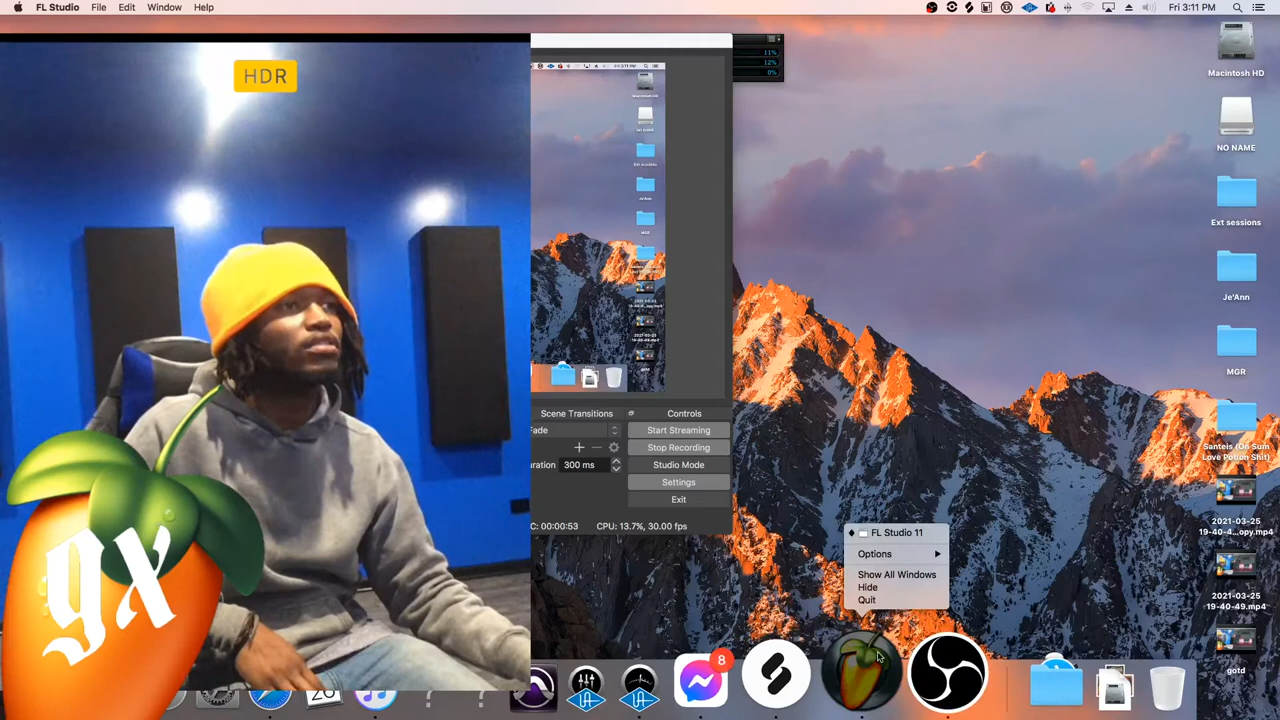 FL Studio File Edit Window Help
Fri 3:11 PM
HDR
11%
12%
0%
Macintosh HD
NO NAME
Ext sessions
Je'Ann
MGR
Santeis (On Sum
Love Potion Shit)
2021-03-25
19-40-4...opy.mp4
2021-03-25
19-40-49.mp4
gotd
Scene Transitions
Controls
Fade
Start Streaming
Stop Recording
uration 300 ms
Studio Mode
Settings
Exit
C: 00:00:53 CPU: 13.7%, 30.00 fps
FL Studio 11
Options
Show All Windows
Hide
Quit
8
gx